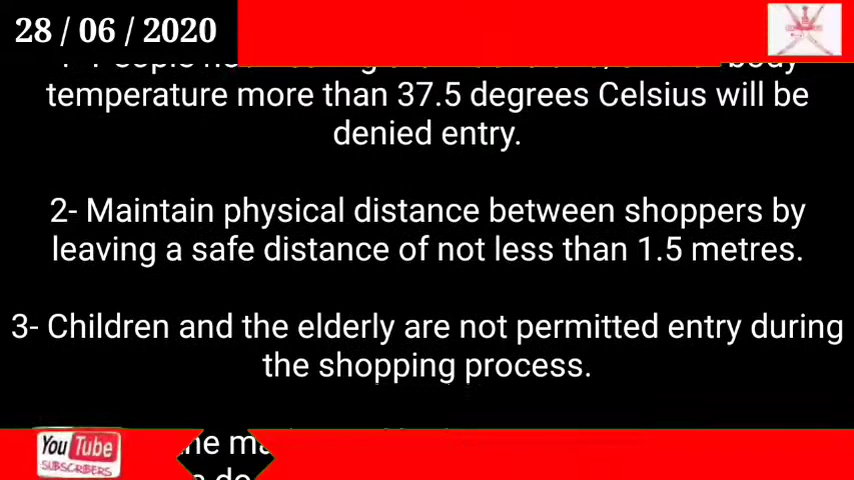 28 / 06 / 2020
body
temperature more than 37.5 degrees Celsius will be
denied entry.
2- Maintain physical distance between shoppers by
leaving a safe distance of not less than 1.5 metres.
3- Children and the elderly are not permitted entry during
the shopping process.
YouTube
SUBSCRIBERS